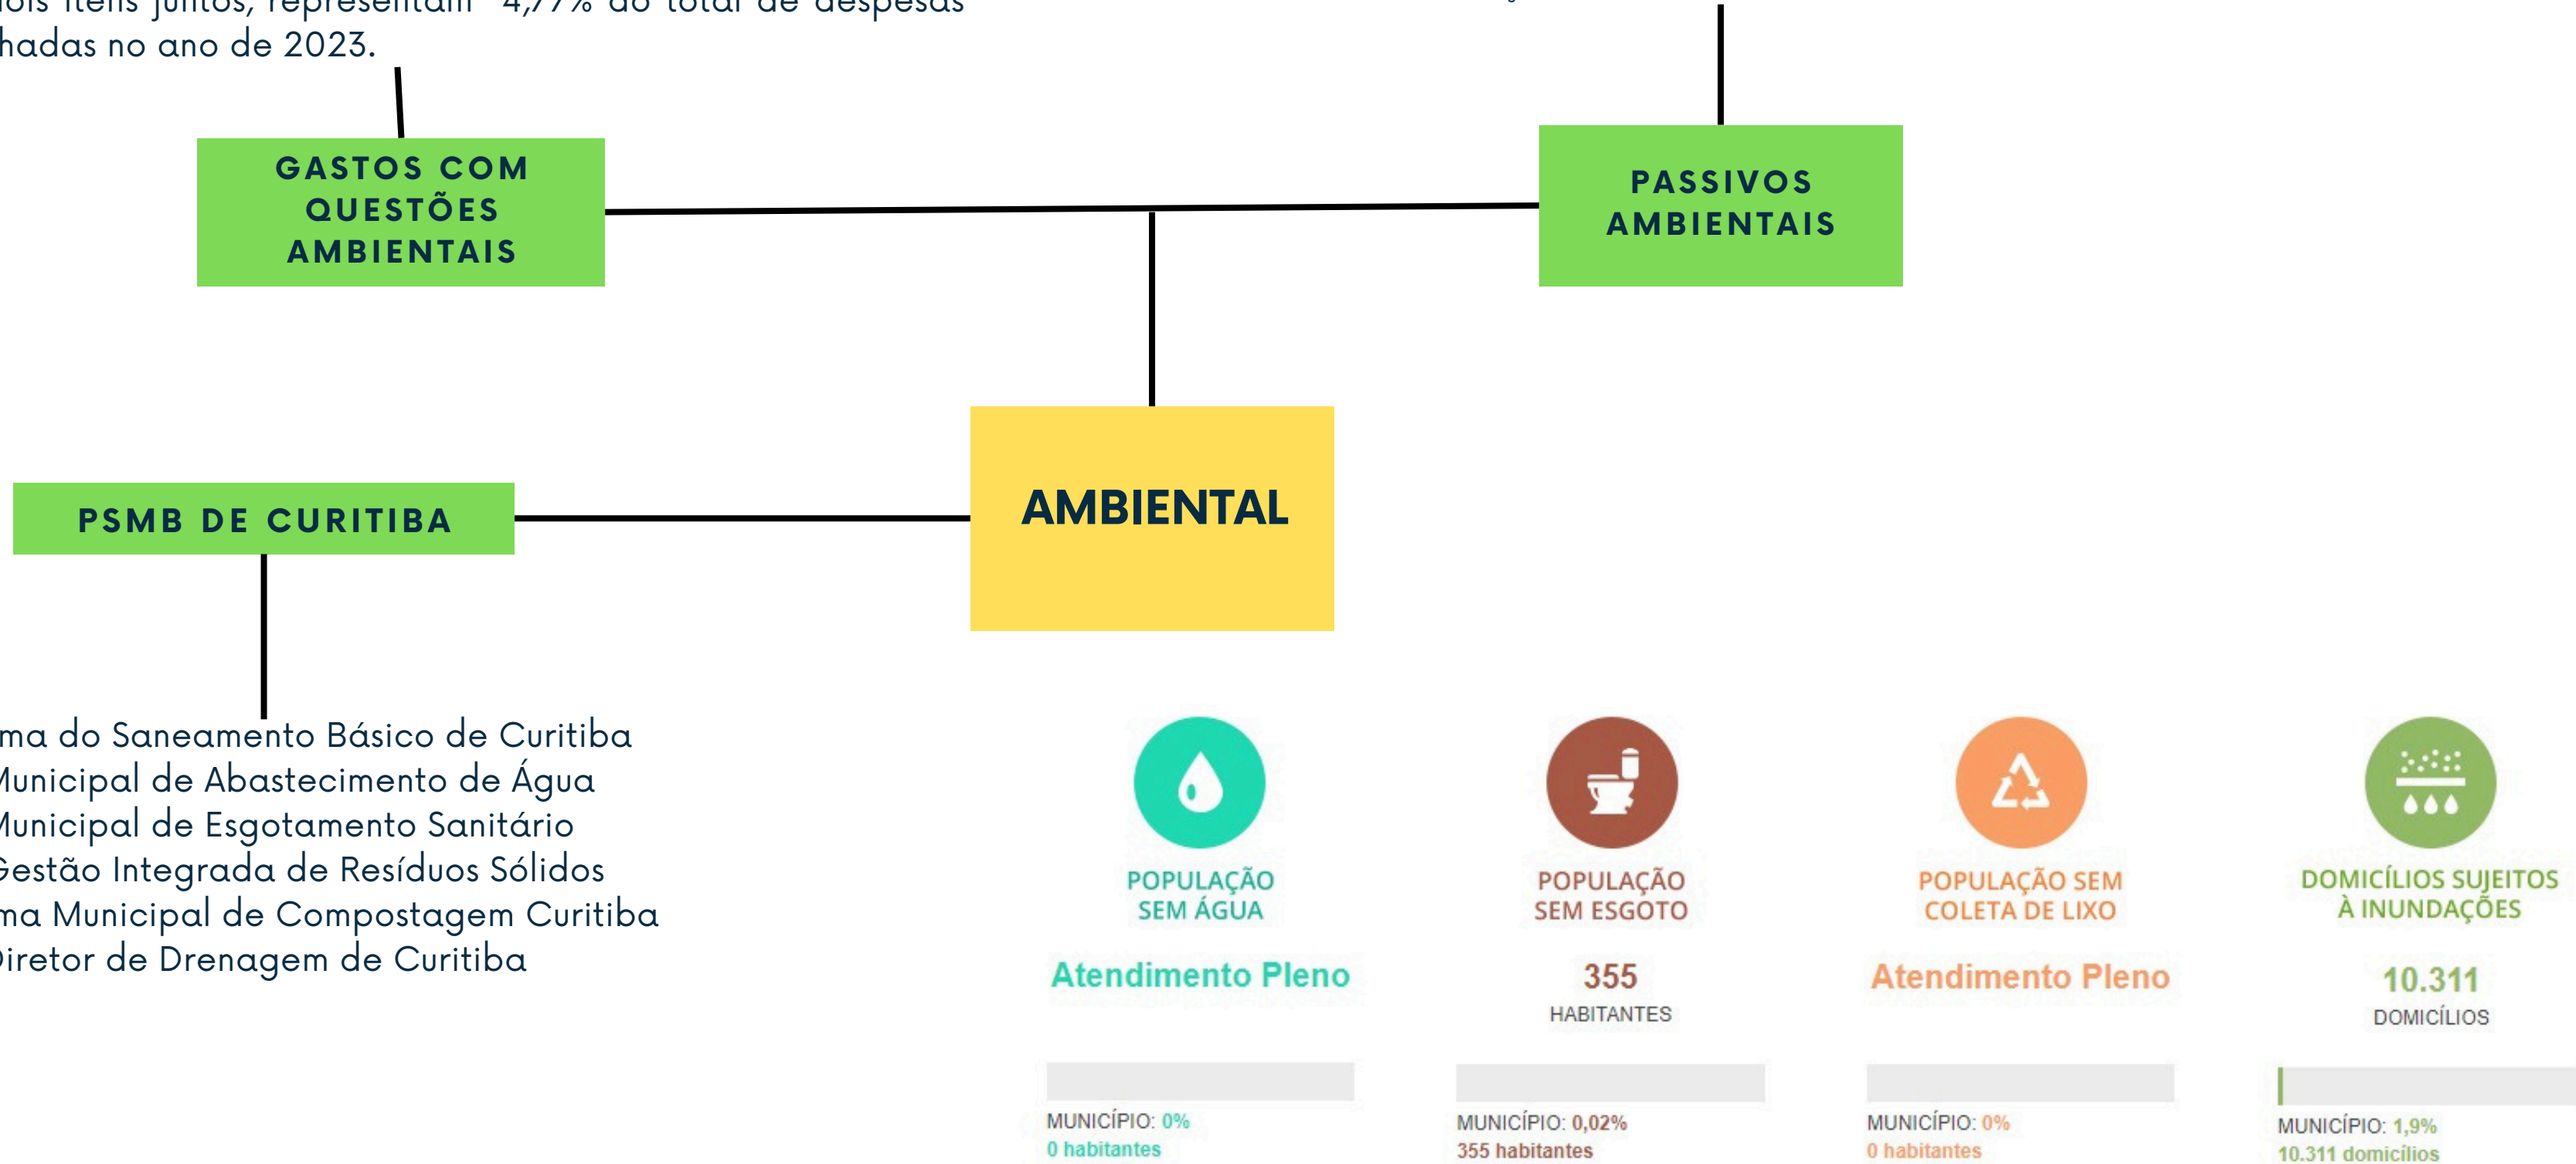 dois itens juntos, representam 4,77% do total de despesas
no ano de 2023.
GASTOS COM
QUESTÕES
AMBIENTAIS
PASSIVOS
AMBIENTAIS
AMBIENTAL
PSMB DE CURITIBA
do Saneamento Básico de Curitiba
Municipal de Abastecimento de Água
Municipal de Esgotamento Sanitário
Gestão Integrada de Resíduos Sólidos
Municipal de Compostagem Curitiba
Diretor de Drenagem de Curitiba
POPULAÇÃO
SEM ÁGUA
Atendimento Pleno
MUNICÍPIO: 0%
0 habitantes
POPULAÇÃO
SEM ESGOTO
355
HABITANTES
MUNICÍPIO: 0,02%
355 habitantes
POPULAÇÃO SEM
COLETA DE LIXO
Atendimento Pleno
MUNICÍPIO: 0%
0 habitantes
DOMICÍLIOS SUJEITOS
À INUNDAÇÕES
10.311
DOMICÍLIOS
MUNICÍPIO: 1,9%
10.311 domicílios